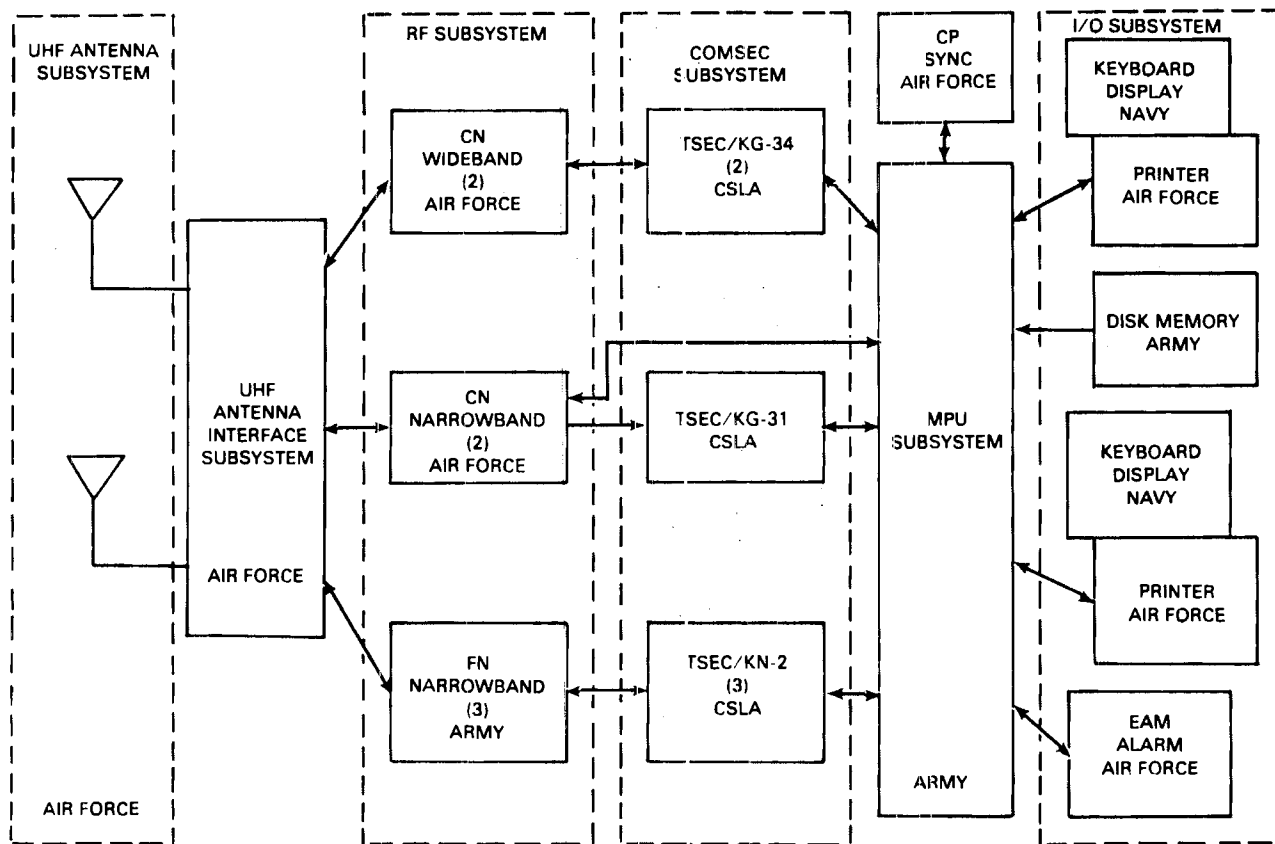 UHF ANTENNA
SUBSYSTEM
AIR FORCE
UHF
ANTENNA
INTERFACE
SUBSYSTEM
AIR FORCE
RF SUBSYSTEM
CN
WIDEBAND
(2)
AIR FORCE
CN
NARROWBAND
(2)
AIR FORCE
FN
NARROWBAND
(3)
ARMY
COMSEC
SUBSYSTEM
TSEC/KG-34
(2)
CSLA
TSEC/KG-31
CSLA
TSEC/KN-2
(3)
CSLA
CP
SYNC
AIR FORCE
MPU
SUBSYSTEM
ARMY
I/O SUBSYSTEM
KEYBOARD
DISPLAY
NAVY
PRINTER
AIR FORCE
DISK MEMORY
ARMY
KEYBOARD
DISPLAY
NAVY
PRINTER
AIR FORCE
EAM
ALARM
AIR FORCE